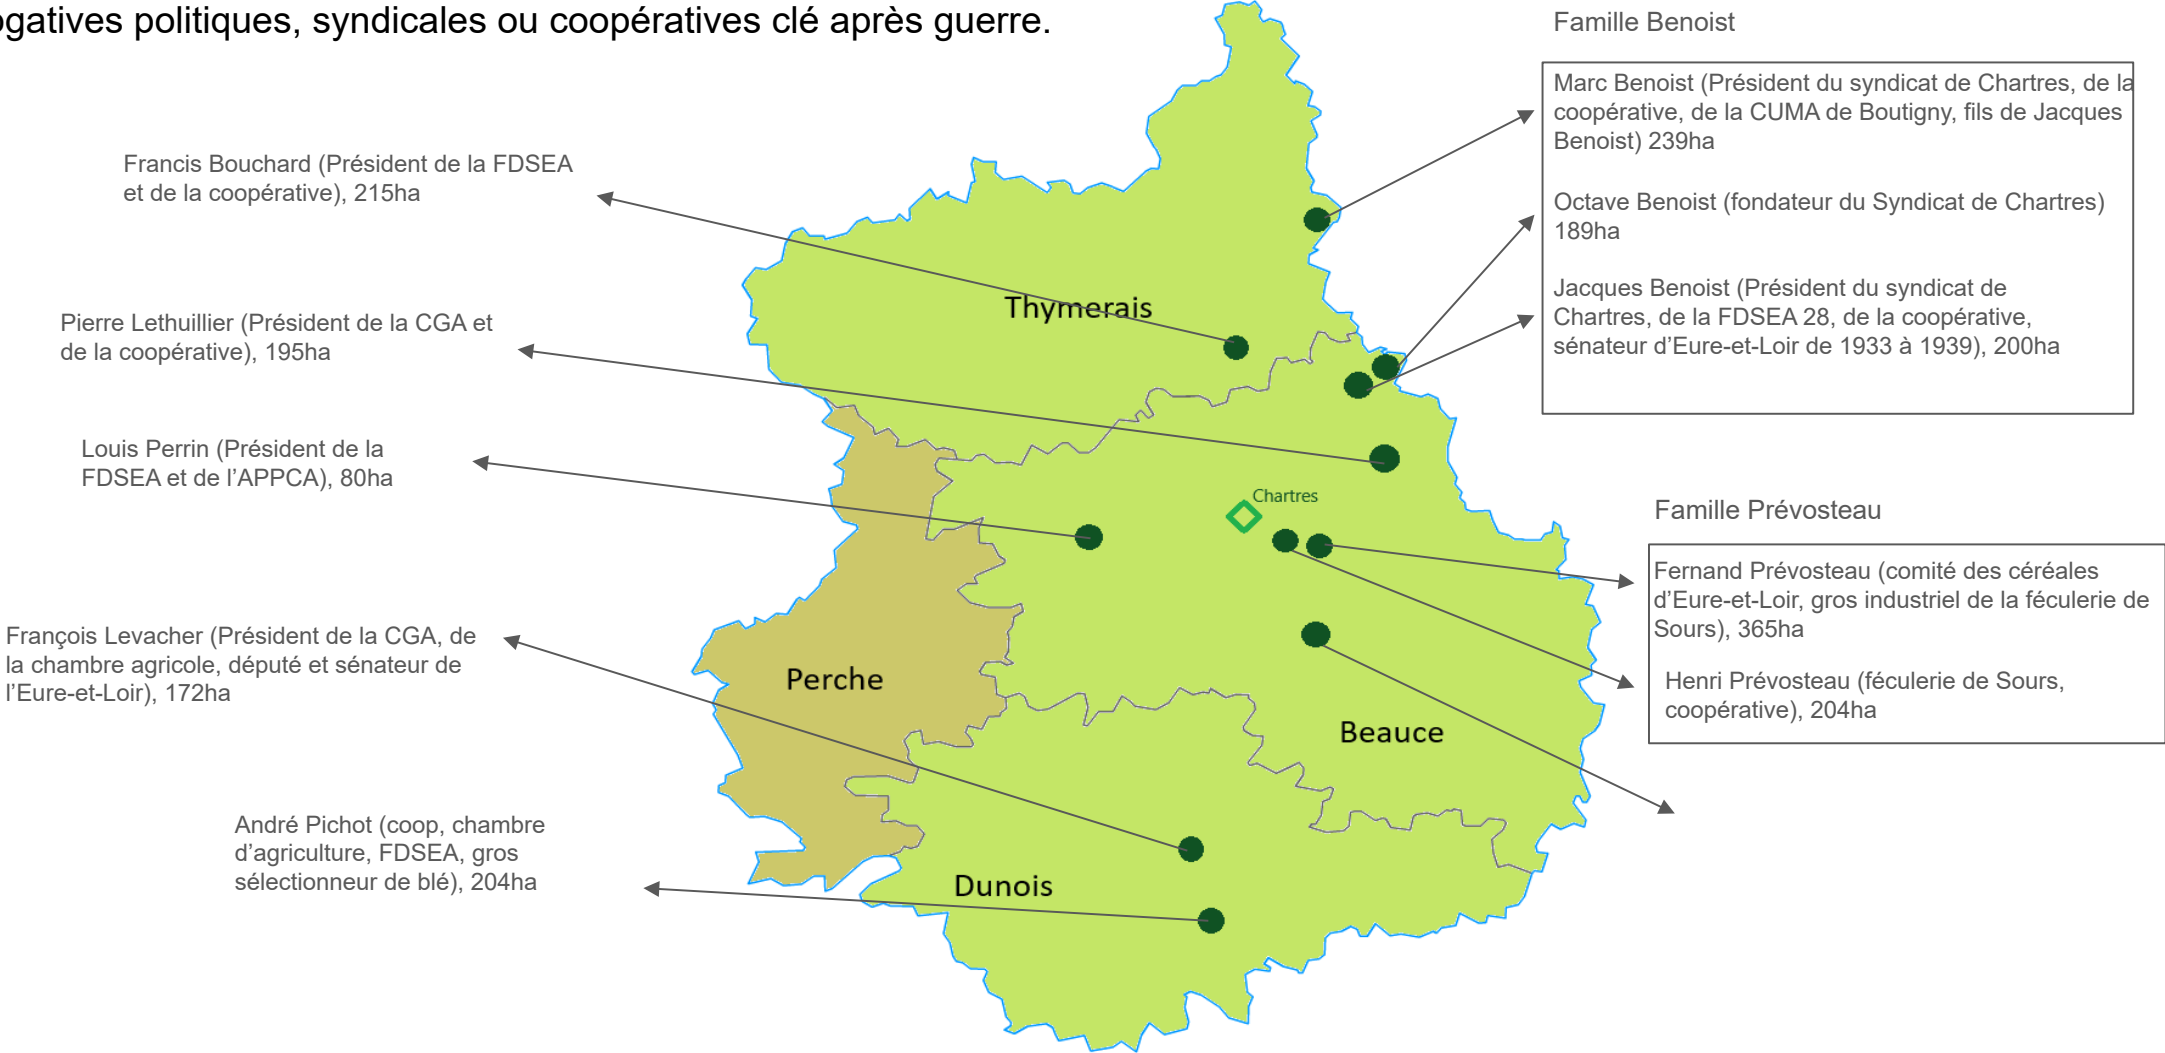 politiques, syndicales ou coopératives clé après guerre.
Famille Benoist
Marc Benoist (Président du syndicat de Chartres, de la
coopérative, de la CUMA de Boutigny, fils de Jacques
Benoist) 239ha
Octave Benoist (fondateur du Syndicat de Chartres)
189ha
Jacques Benoist (Président du syndicat de
Chartres, de la FDSEA 28, de la coopérative,
sénateur d’Eure-et-Loir de 1933 à 1939), 200ha
Francis Bouchard (Président de la FDSEA
et de la coopérative), 215ha
Pierre Lethuillier (Président de la CGA et
de la coopérative), 195ha
Louis Perrin (Président de la
FDSEA et de l’APPCA), 80ha
François Levacher (Président de la CGA, de
la chambre agricole, député et sénateur de
l’Eure-et-Loir), 172ha
André Pichot (coop, chambre
d’agriculture, FDSEA, gros
sélectionneur de blé), 204ha
Thymerais
Chartres
Perche
Beauce
Dunois
Famille Prévosteau
Fernand Prévosteau (comité des céréales
d’Eure-et-Loir, gros industriel de la féculerie de
Sours), 365ha
Henri Prévosteau (féculerie de Sours,
coopérative), 204ha